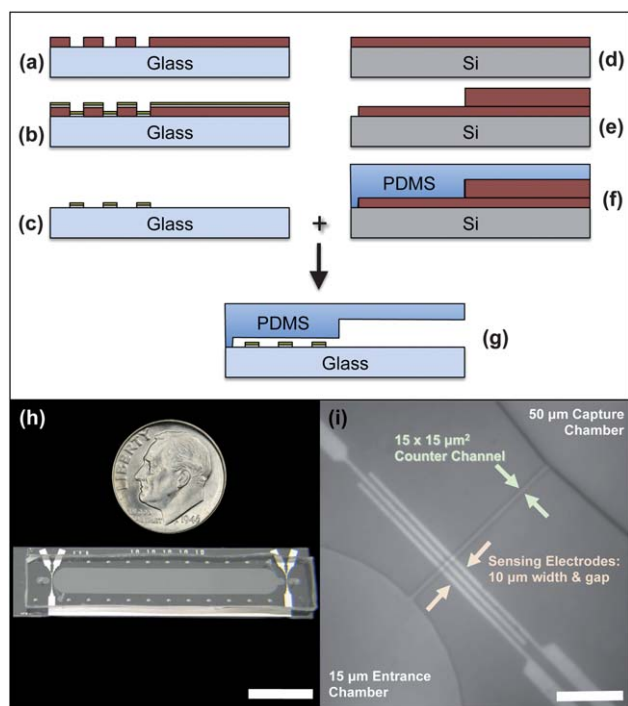 (a)
Glass
(b)
Glass
(c)
Glass
+
Si
(d)
Si
(e)
PDMS
Si
(f)
PDMS
Glass
(g)
(h)
LIBERTY
(i)
50 µm Capture
Chamber
15 x 15 µm²
Counter Channel
Sensing Electrodes:
10 µm width & gap
15 µm Entrance
Chamber